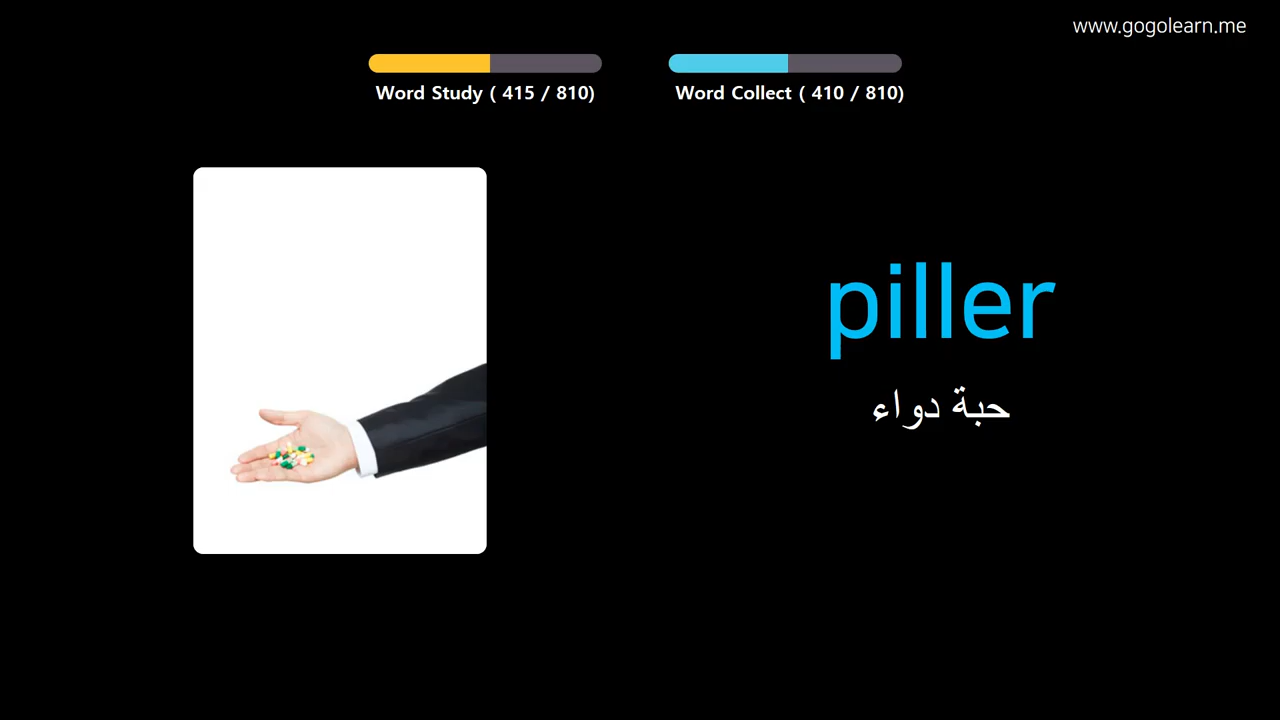 www.gogolearn.me
Word Study ( 415 / 810)
Word Collect ( 410 / 810)
piller
حبة دواء